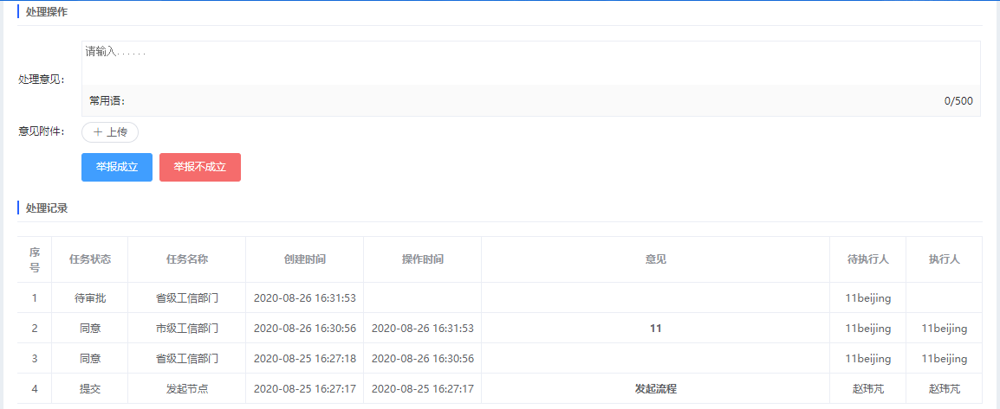 处理操作
请输入......
处理意见：
常用语： 0/500
意见附件： ＋ 上传
举报成立 举报不成立
处理记录
序号 任务状态 任务名称 创建时间 操作时间 意见 待执行人 执行人
1 待审批 省级工信部门 2020-08-26 16:31:53 11beijing
2 同意 市级工信部门 2020-08-26 16:30:56 2020-08-26 16:31:53 11 11beijing 11beijing
3 同意 省级工信部门 2020-08-25 16:27:18 2020-08-26 16:30:56 11beijing 11beijing
4 提交 发起节点 2020-08-25 16:27:17 2020-08-25 16:27:17 发起流程 赵玮芃 赵玮芃